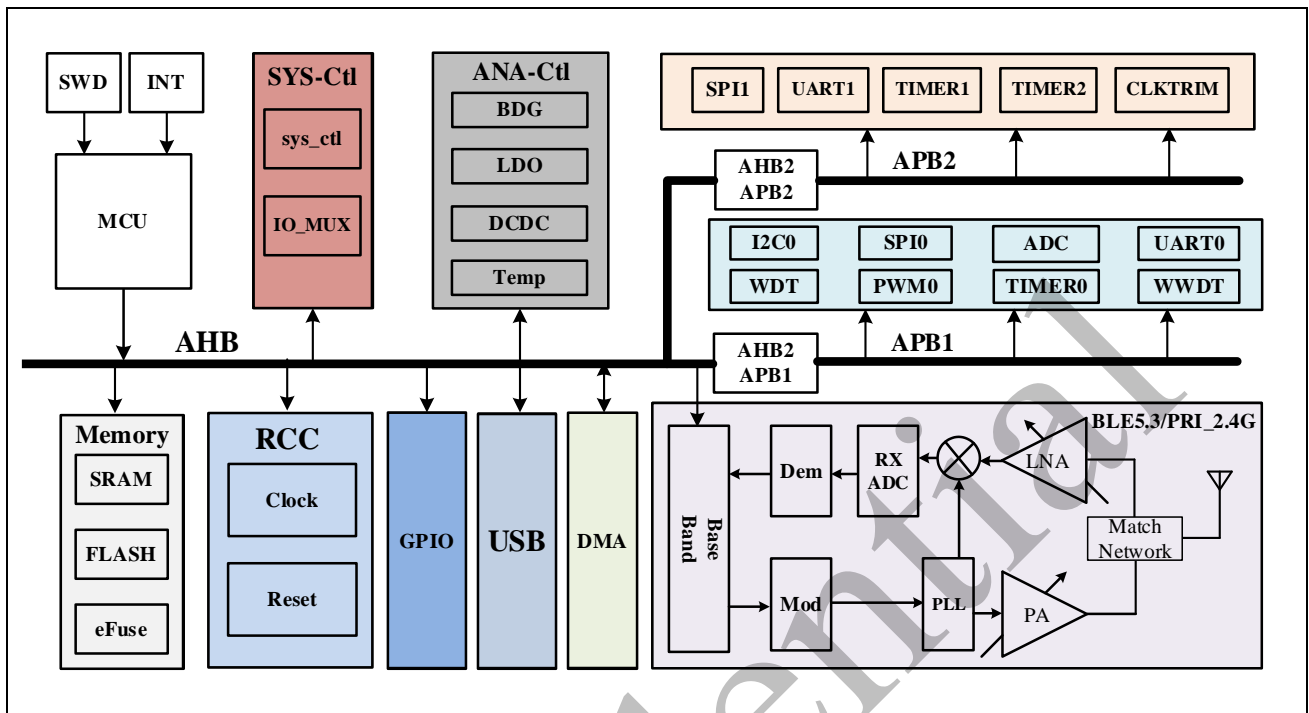 SWD
INT
MCU
SYS-Ctl
sys_ctl
IO_MUX
ANA-Ctl
BDG
LDO
DCDC
Temp
SPI1
UART1
TIMER1
TIMER2
CLKTRIM
AHB2
APB2
APB2
I2C0
SPI0
ADC
UART0
WDT
PWM0
TIMER0
WWDT
AHB
AHB2
APB1
APB1
Memory
SRAM
FLASH
eFuse
RCC
Clock
Reset
GPIO
USB
DMA
BLE5.3/PRI_2.4G
Base
Band
Dem
RX
ADC
LNA
Match
Network
Mod
PLL
PA
ential